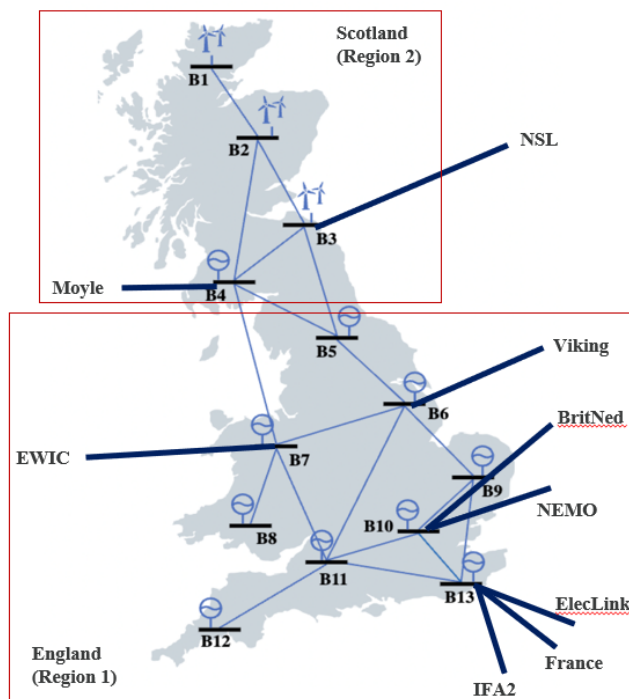 Scotland
(Region 2)
B1
B2
NSL
B3
Moyle
B4
B5
Viking
B6
BritNed
EWIC
B7
B9
NEMO
B8
B10
B11
B13
ElecLink
England
(Region 1)
B12
France
IFA2